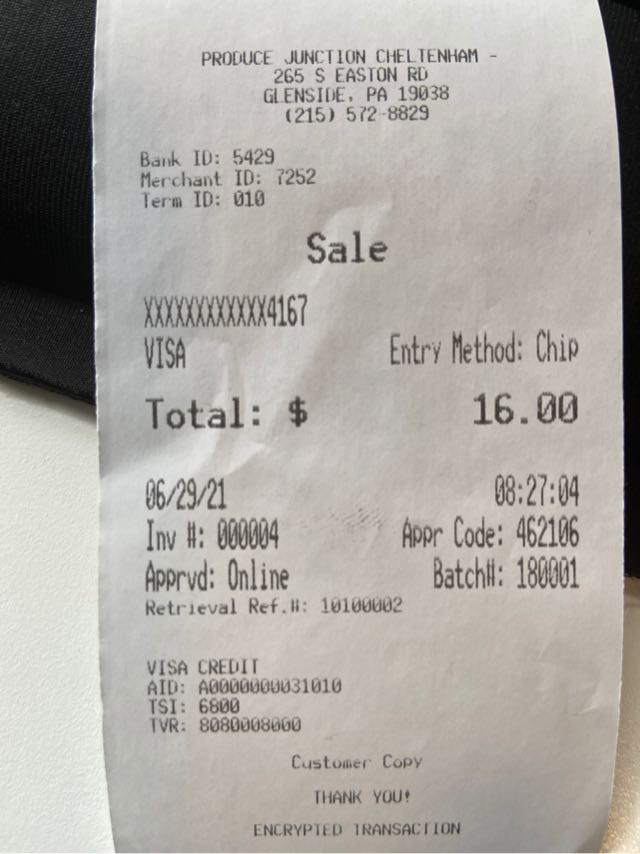 PRODUCE JUNCTION CHELTENHAM -
265 S EASTON RD
GLENSIDE, PA 19038
(215) 572-8829
Bank ID: 5429
Merchant ID: 7252
Term ID: 010
Sale
XXXXXXXXXXXX4167
VISA Entry Method: Chip
Total: $ 16.00
06/29/21 08:27:04
Inv #: 000004 Appr Code: 462106
Apprvd: Online Batch#: 180001
Retrieval Ref.#: 10100002
VISA CREDIT
AID: A0000000031010
TSI: 6800
TVR: 8080008000
Customer Copy
THANK YOU!
ENCRYPTED TRANSACTION